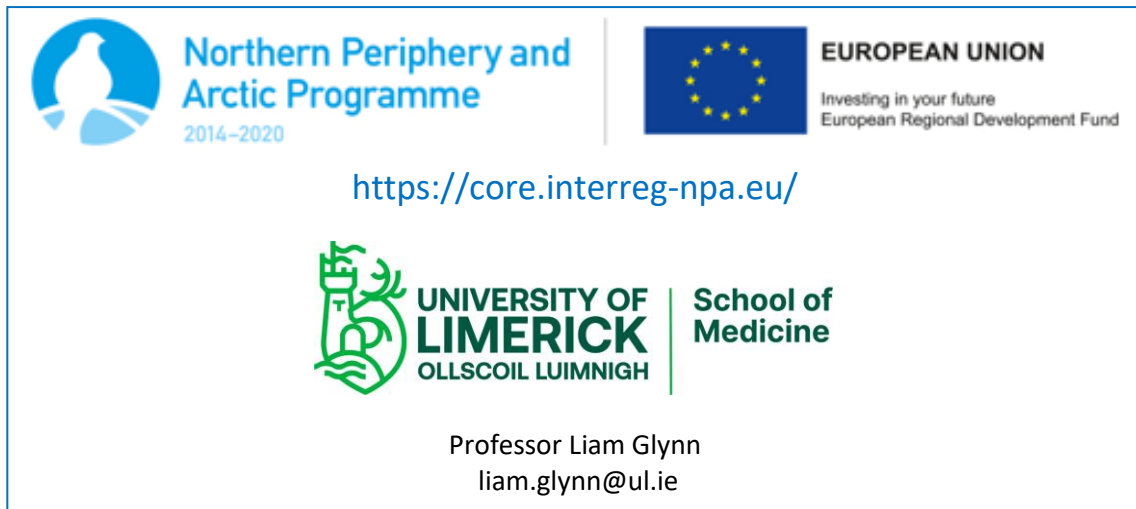 Northern Periphery and
Arctic Programme
2014–2020
EUROPEAN UNION
Investing in your future
European Regional Development Fund
https://core.interreg-npa.eu/
UNIVERSITY OF
LIMERICK
OLLSCOIL LUIMNIGH
School of
Medicine
Professor Liam Glynn
liam.glynn@ul.ie